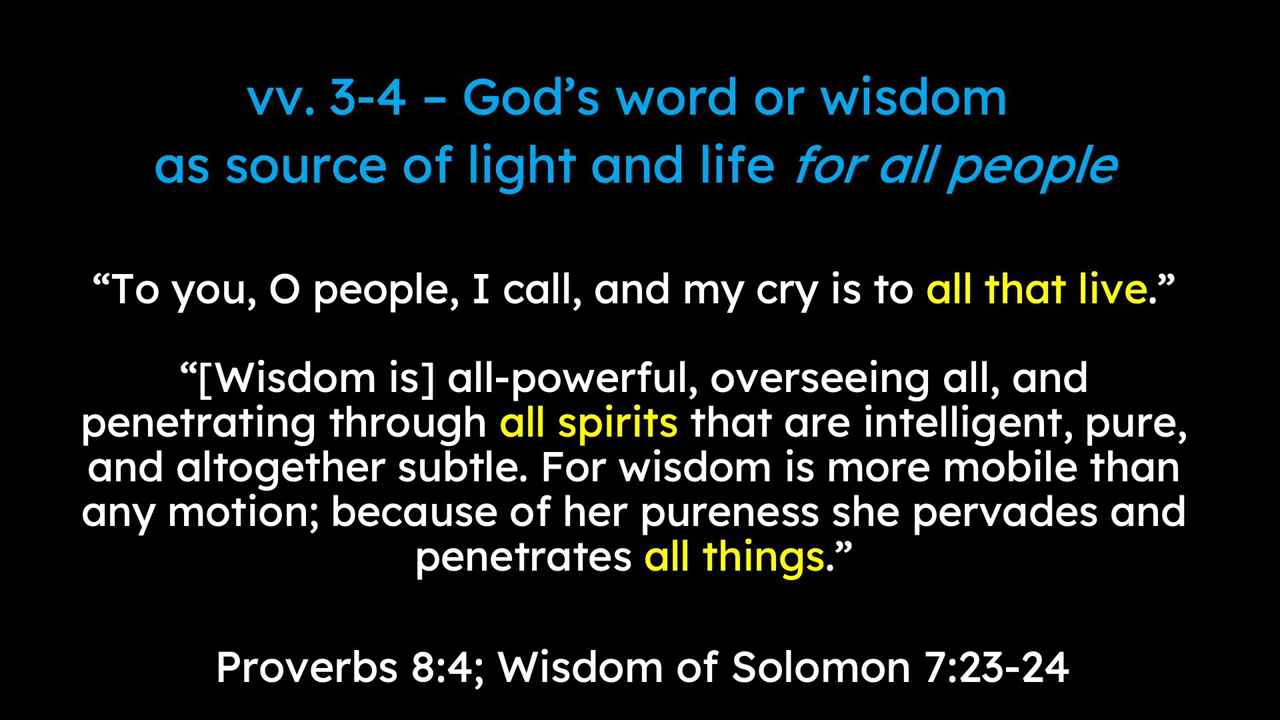 vv. 3-4 – God’s word or wisdom
as source of light and life for all people
“To you, O people, I call, and my cry is to all that live.”
“[Wisdom is] all-powerful, overseeing all, and
penetrating through all spirits that are intelligent, pure,
and altogether subtle. For wisdom is more mobile than
any motion; because of her pureness she pervades and
penetrates all things.”
Proverbs 8:4; Wisdom of Solomon 7:23-24